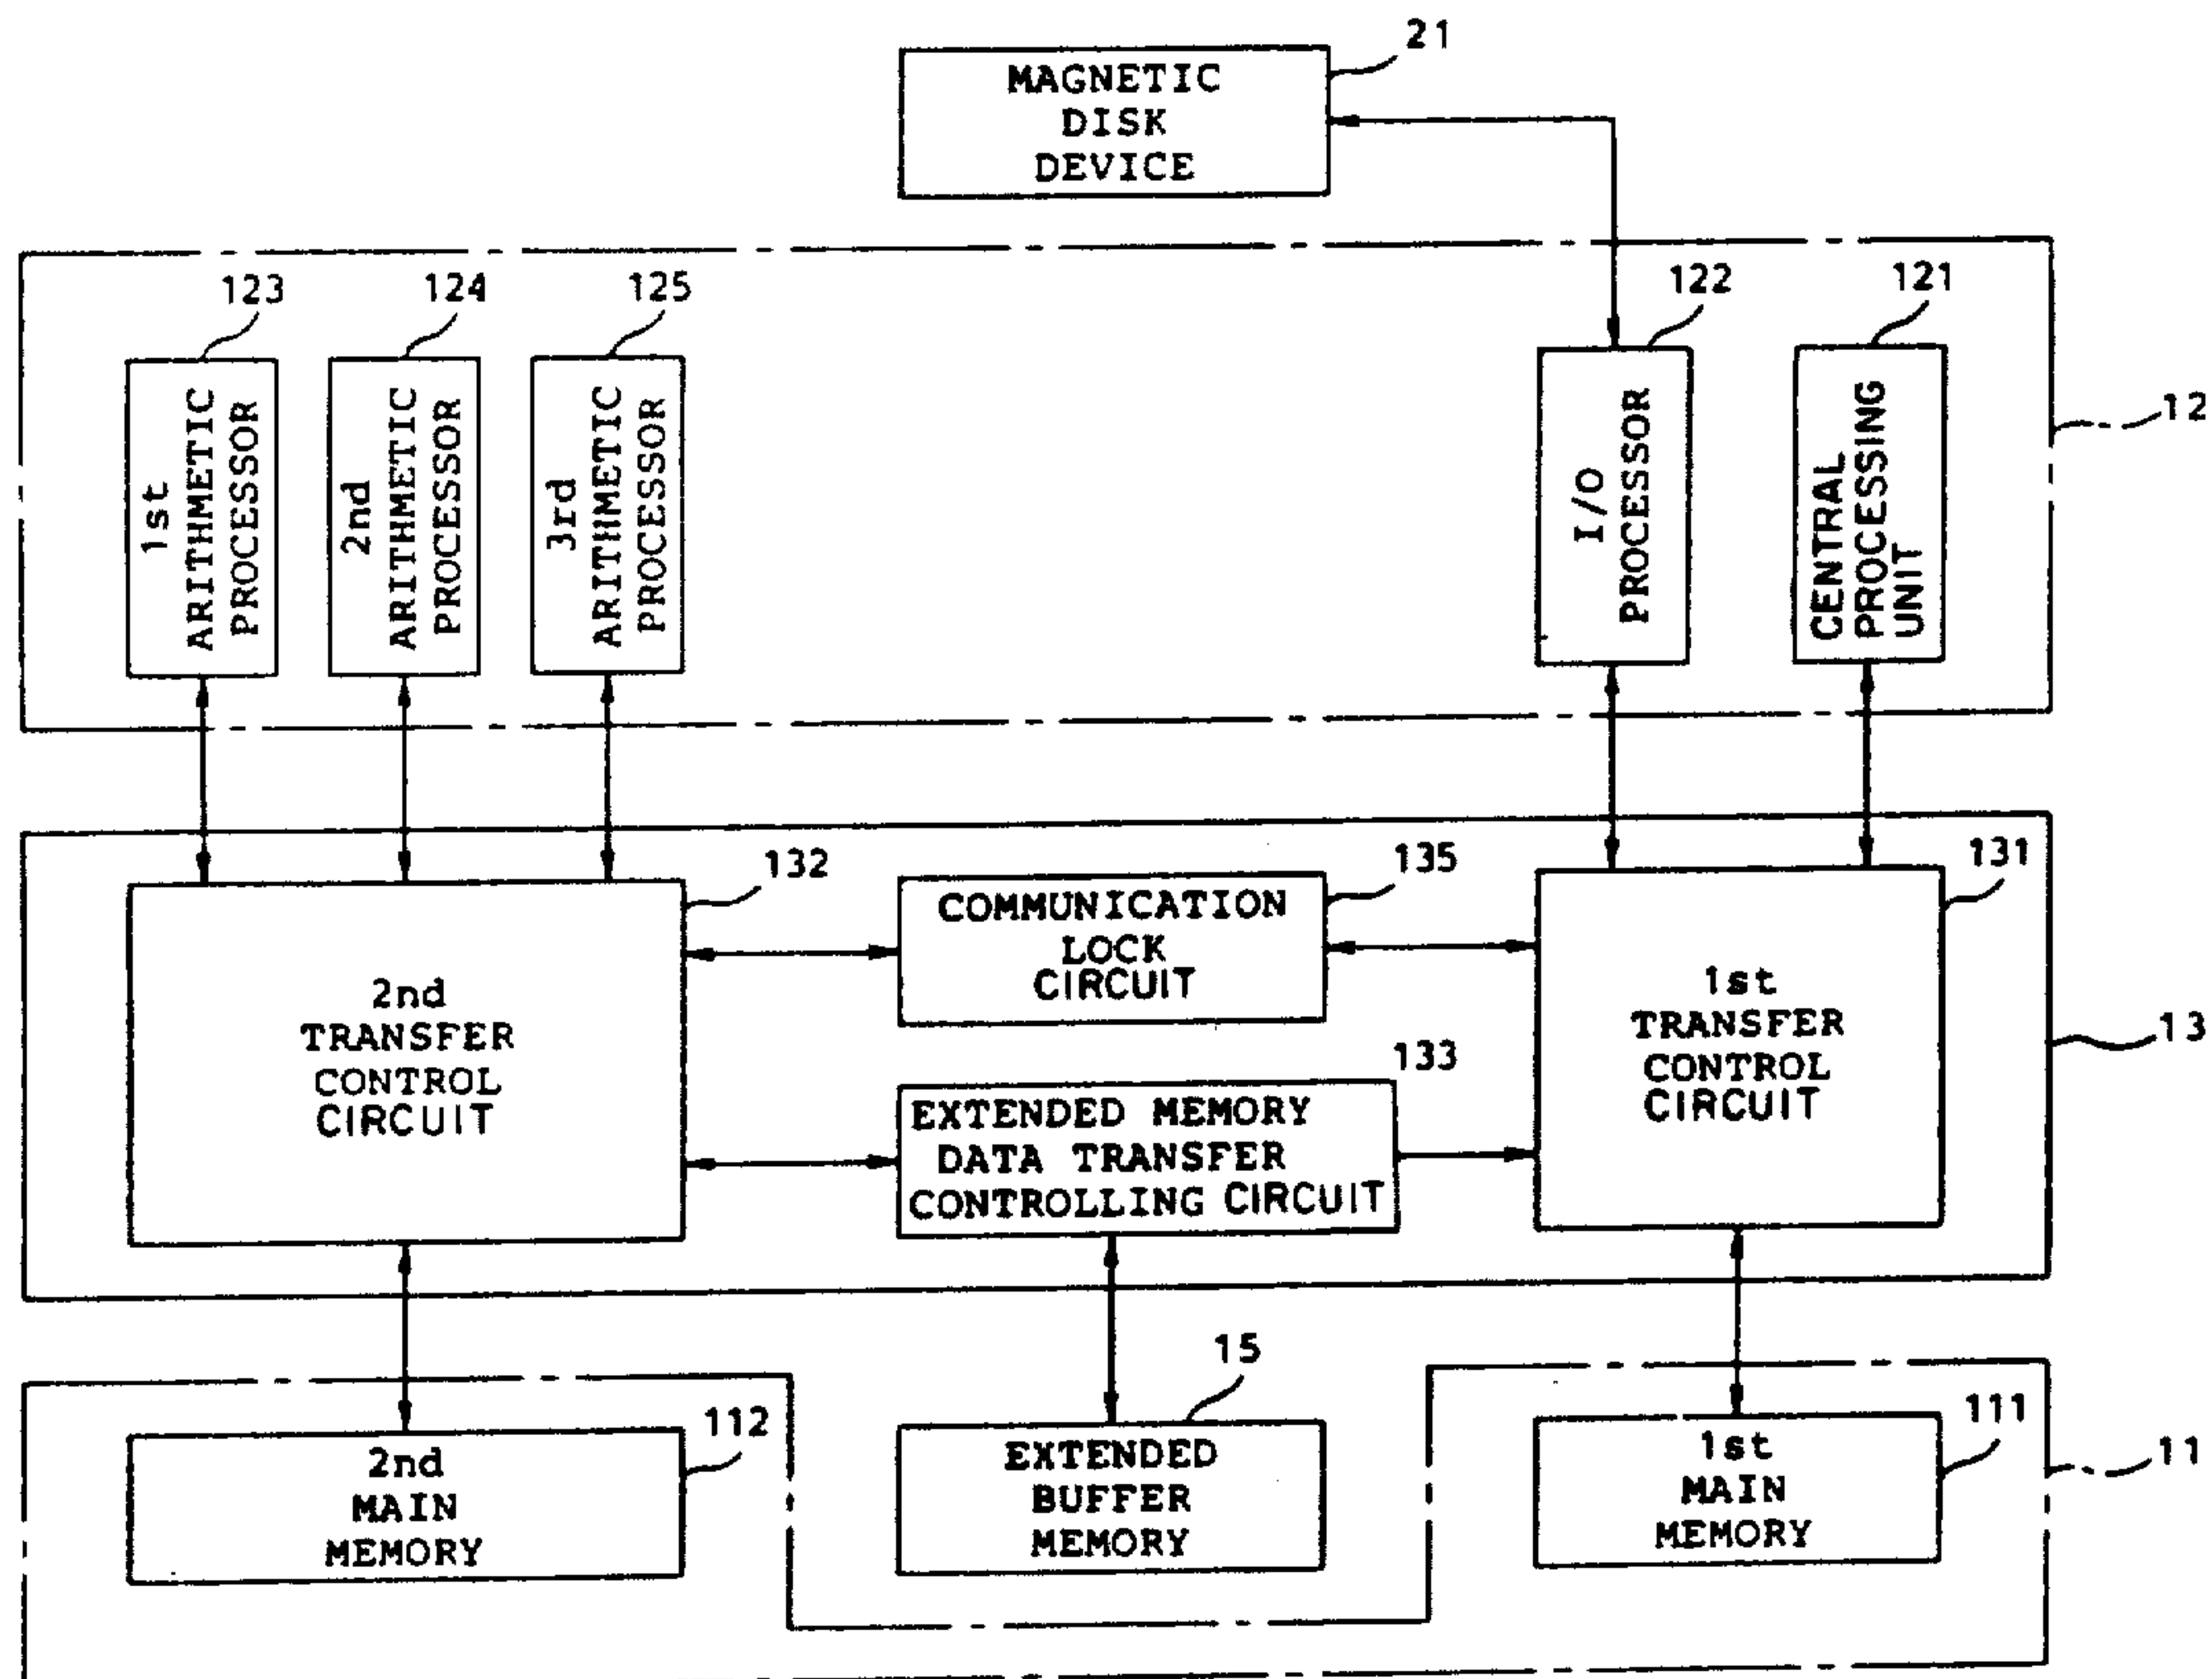 21
MAGNETIC
DISK
DEVICE
123
124
125
122
121
12
1st
ARITHMETIC
PROCESSOR
2nd
ARITHMETIC
PROCESSOR
3rd
ARITHMETIC
PROCESSOR
I/O
PROCESSOR
CENTRAL
PROCESSING
UNIT
132
135
131
COMMUNICATION
LOCK
CIRCUIT
2nd
TRANSFER
CONTROL
CIRCUIT
1st
TRANSFER
CONTROL
CIRCUIT
13
133
EXTENDED MEMORY
DATA TRANSFER
CONTROLLING CIRCUIT
15
112
111
2nd
MAIN
MEMORY
EXTENDED
BUFFER
MEMORY
1st
MAIN
MEMORY
11